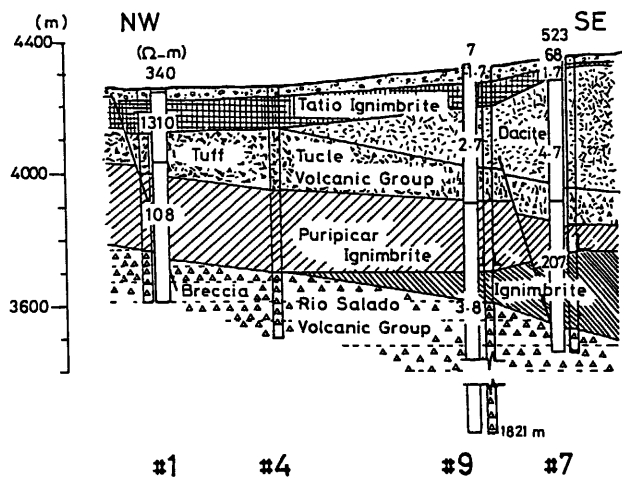 NW
SE
(m)
4400
4000
3600
(Ω-m)
340
1310
108
7
1·7
2·7
3-8
523
68
1·7
4-7
207
Tatio Ignimbrite
Dacite
Tuff
Tucle
Volcanic Group
Puripicar
Ignimbrite
Ignimbrite
Breccia
Rio Salado
Volcanic Group
1821 m
#1
#4
#9
#7